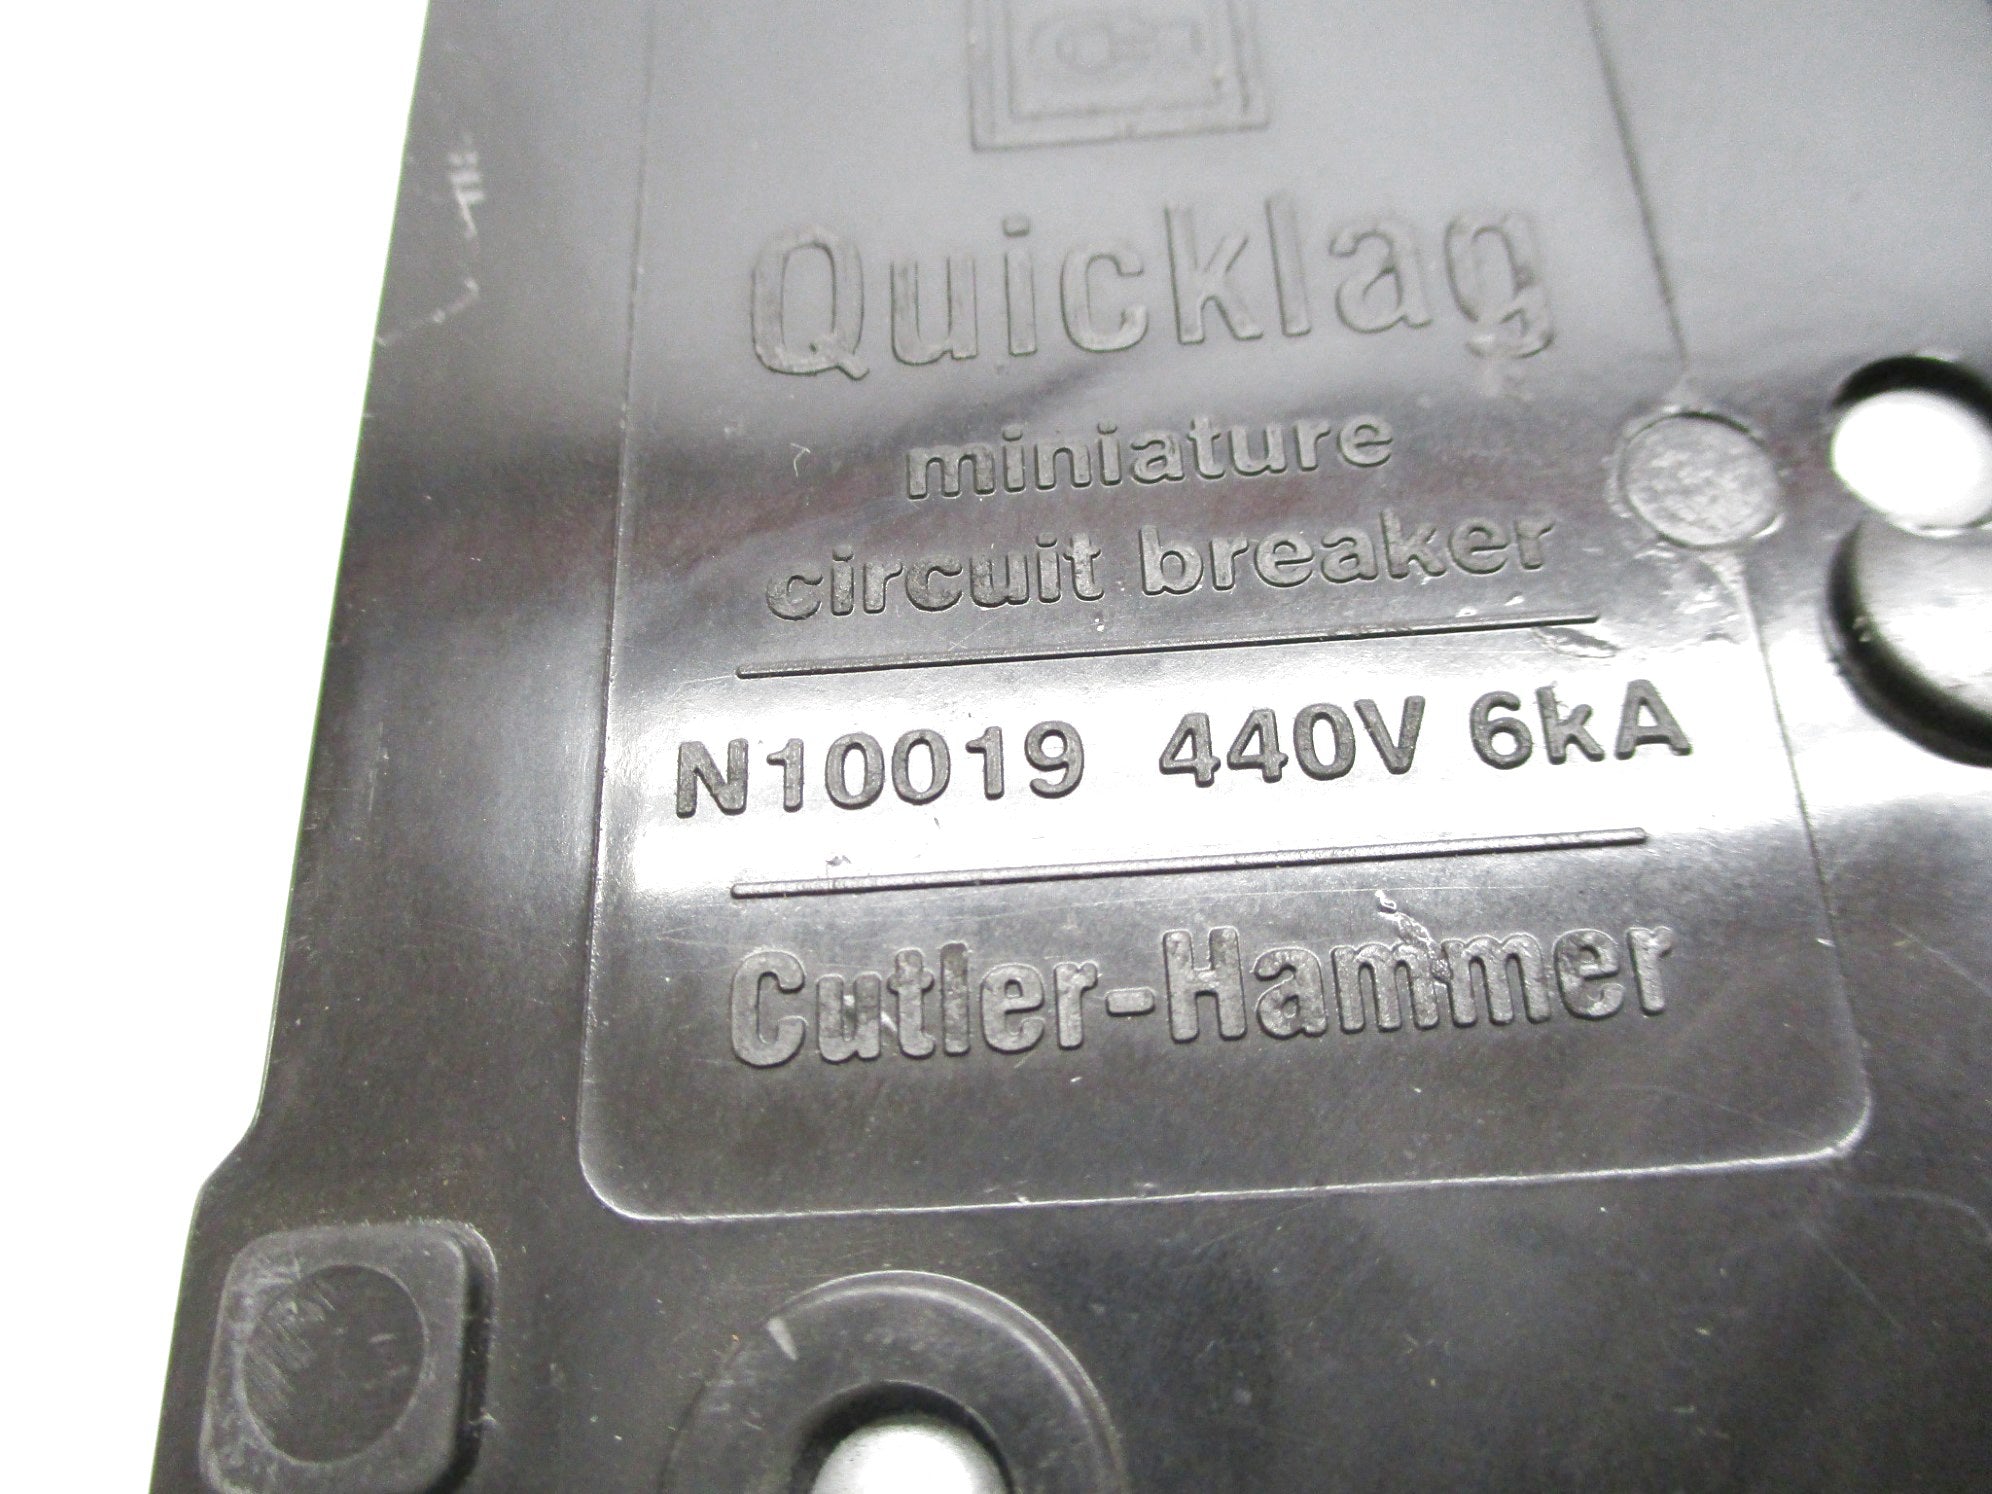 Quicklag
miniature
circuit breaker
N10019 440V 6kA
Cutler-Hammer